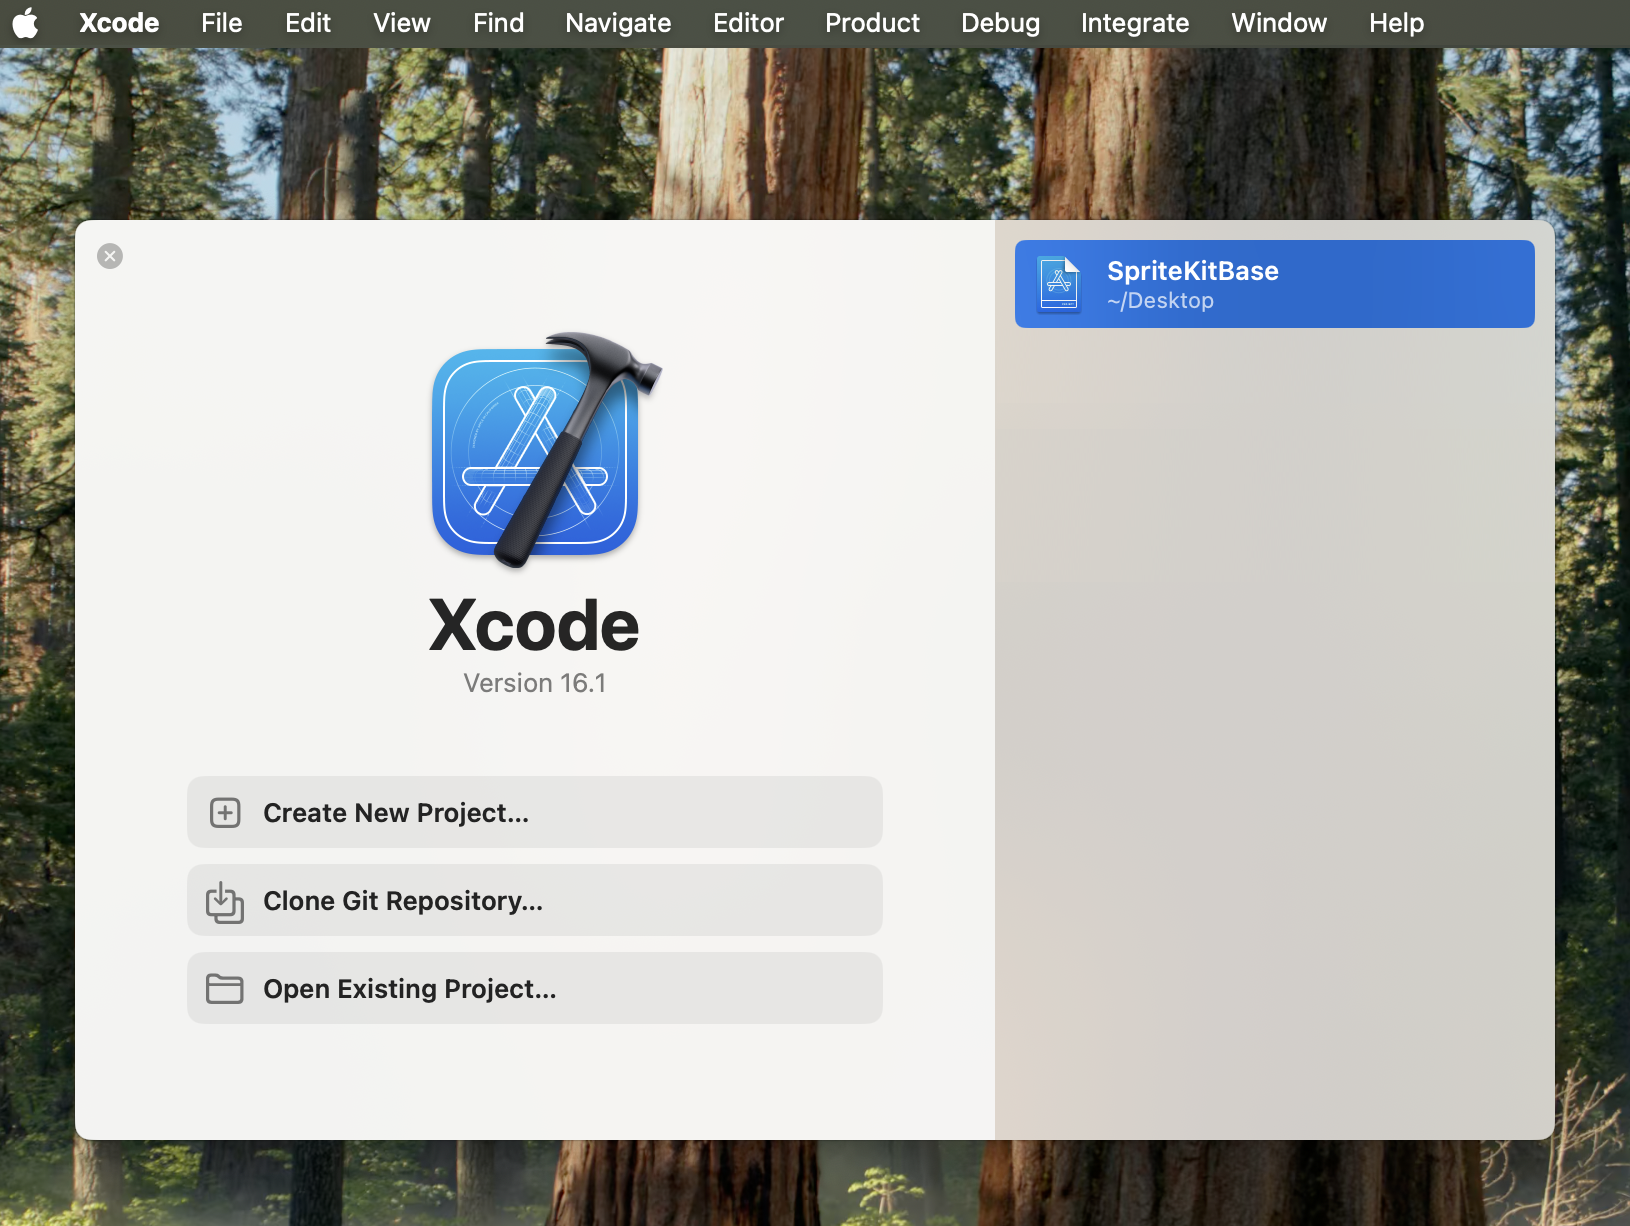 Xcode File Edit View Find Navigate Editor Product Debug Integrate Window Help
SpriteKitBase
~/Desktop
Xcode
Version 16.1
Create New Project...
Clone Git Repository...
Open Existing Project...